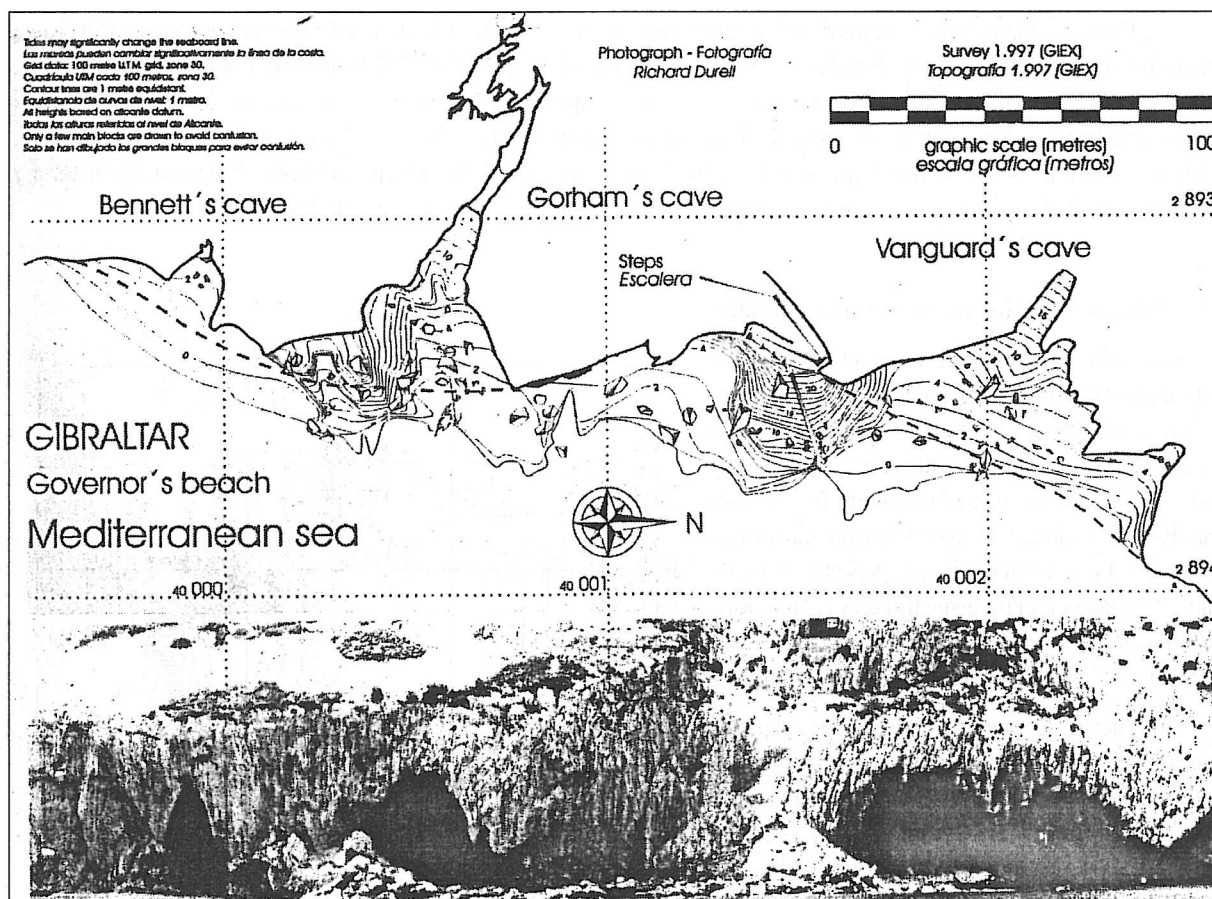 Tides may significantly change the seaboard line.
Las mareas pueden cambiar significativamente la línea de la costa.
Grid data: 100 metre U.T.M. grid, zone 30.
Cuadrícula UTM cada 100 metros, zona 30.
Contour lines are 1 metre equidistant.
Equidistancia de curvas de nivel: 1 metro.
All heights based on alicante datum.
Todas las alturas referidas al nivel de Alicante.
Only a few main blocks are drawn to avoid confusion.
Solo se han dibujado los grandes bloques para evitar confusión.
Photograph - Fotografía
Richard Durell
Survey 1.997 (GIEX)
Topografía 1.997 (GIEX)
0 100
graphic scale (metres)
escala gráfica (metros)
Bennett´s cave
Gorham´s cave
2 893
Vanguard´s cave
Steps
Escalera
GIBRALTAR
Governor´s beach
Mediterranean sea
N
40 000
40 001
40 002
2 894